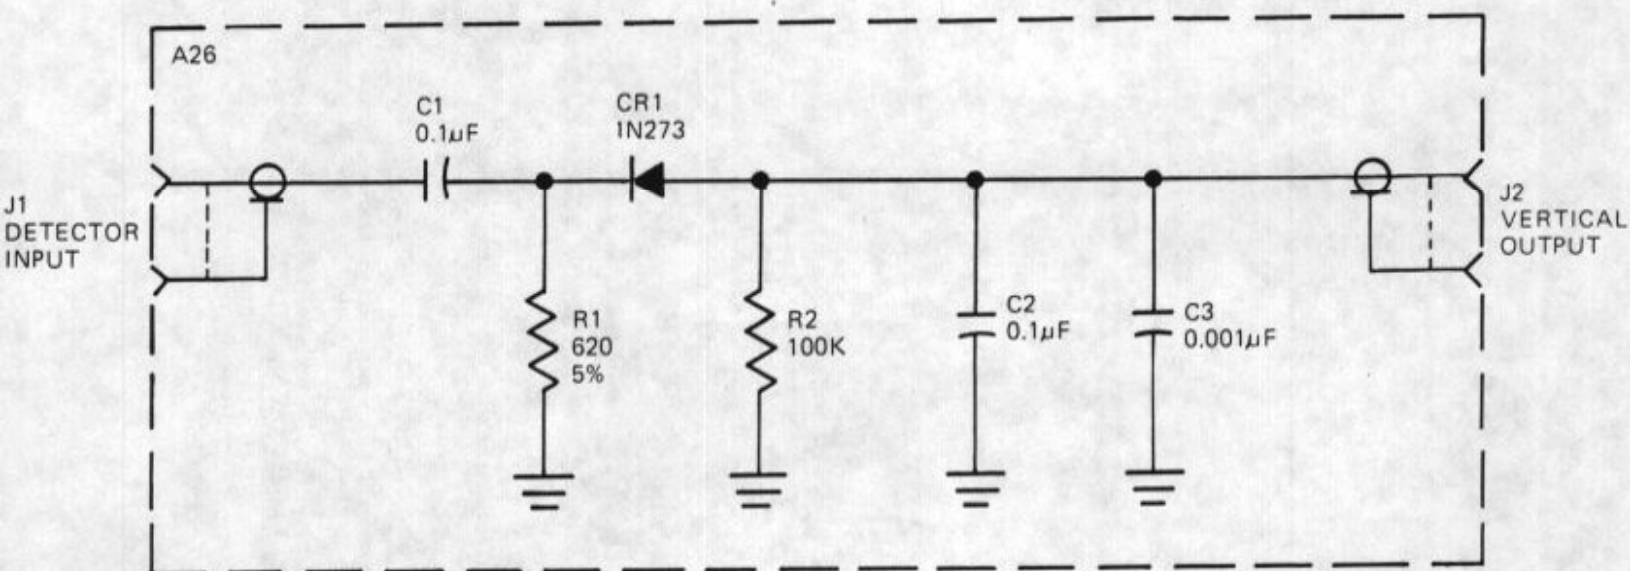 A26
C1
0.1µF
CR1
1N273
J1
DETECTOR
INPUT
R1
620
5%
R2
100K
C2
0.1µF
C3
0.001µF
J2
VERTICAL
OUTPUT